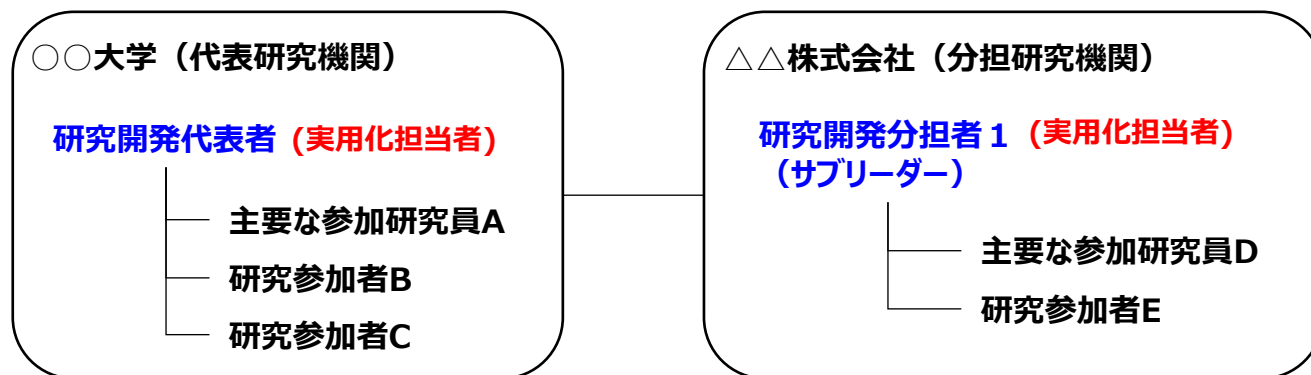 ○○大学（代表研究機関）
研究開発代表者 (実用化担当者)
主要な参加研究員A
研究参加者B
研究参加者C
△△株式会社（分担研究機関）
研究開発分担者１ (実用化担当者)
（サブリーダー）
主要な参加研究員D
研究参加者E